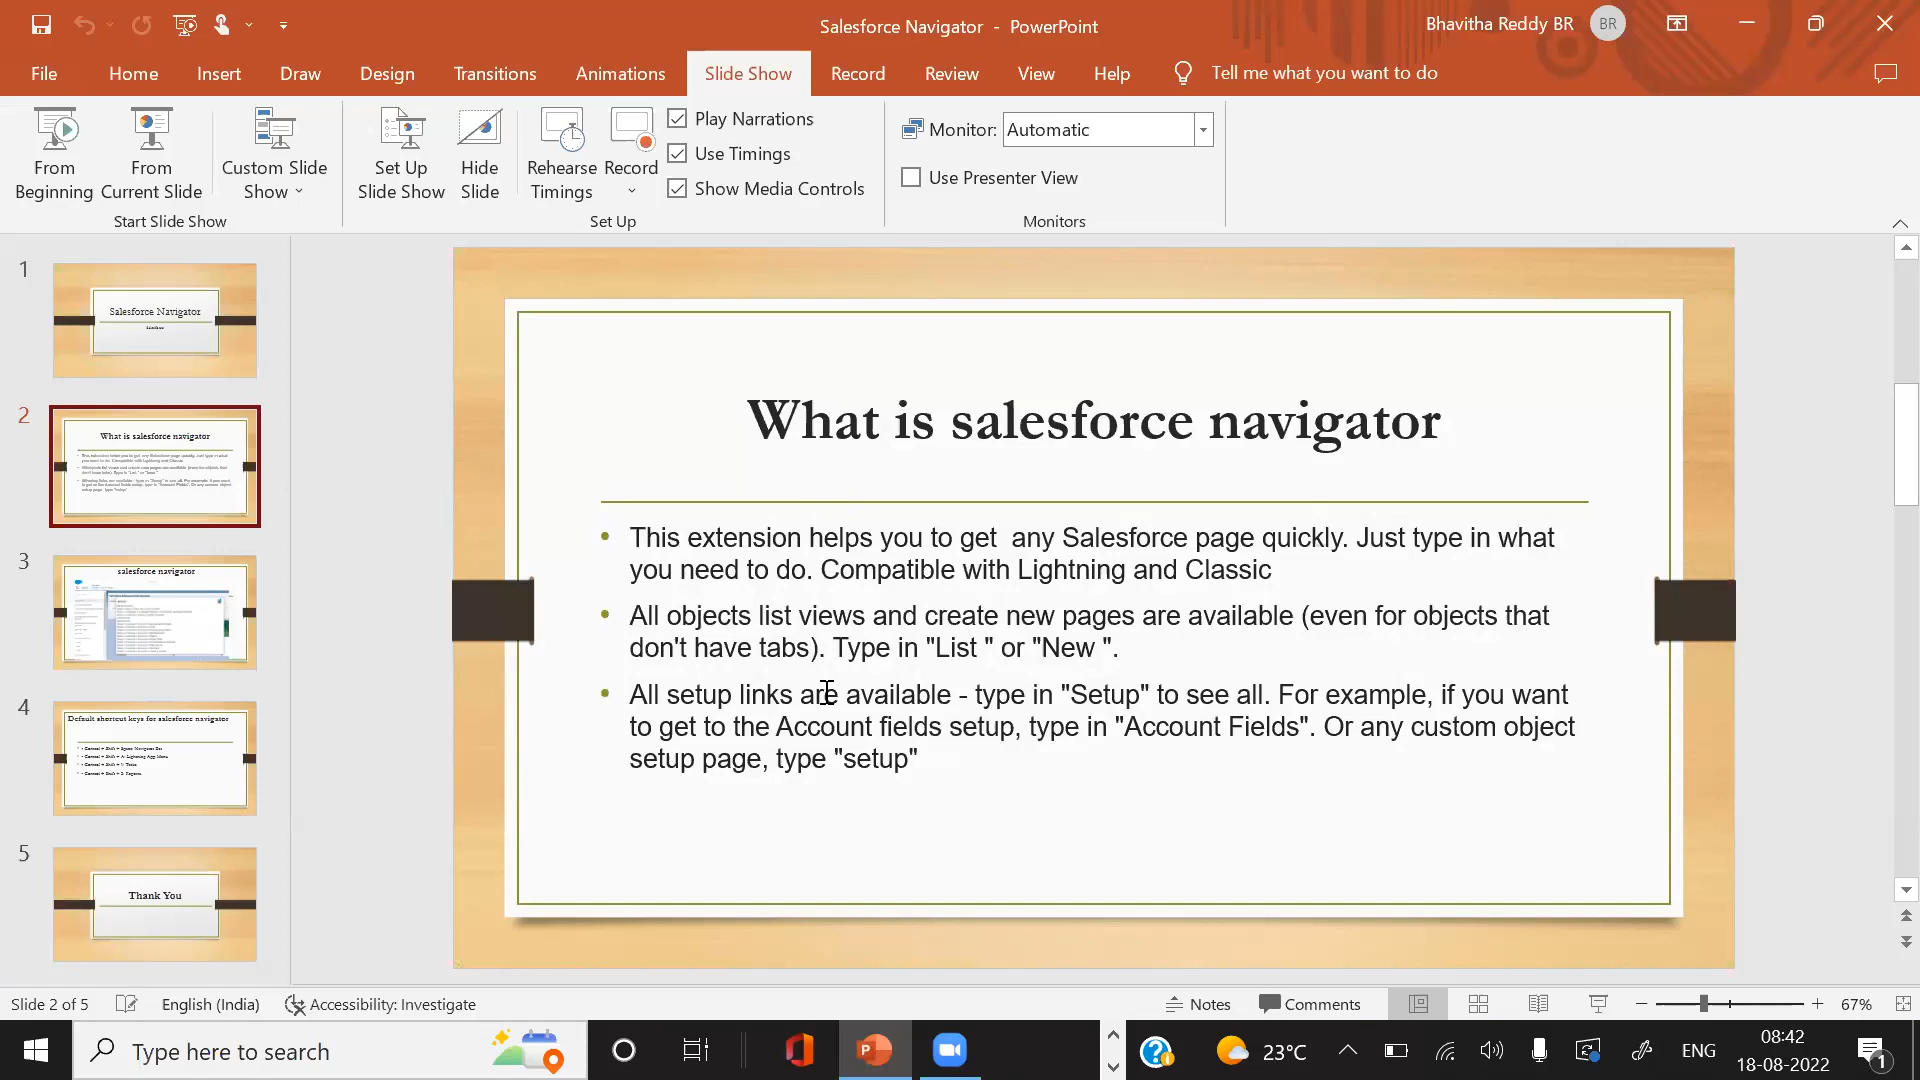 Salesforce Navigator - PowerPoint
Bhavitha Reddy BR
BR
File Home Insert Draw Design Transitions Animations Slide Show Record Review View Help Tell me what you want to do
From Beginning
From Current Slide
Custom Slide Show
Start Slide Show
Set Up Slide Show
Hide Slide
Rehearse Timings
Record
Play Narrations
Use Timings
Show Media Controls
Set Up
Monitor: Automatic
Use Presenter View
Monitors
1
Salesforce Navigator
2
What is salesforce navigator
3
salesforce navigator
4
Default shortcut keys for salesforce navigator
5
Thank You
What is salesforce navigator
• This extension helps you to get any Salesforce page quickly. Just type in what
you need to do. Compatible with Lightning and Classic
• All objects list views and create new pages are available (even for objects that
don't have tabs). Type in "List " or "New ".
• All setup links are available - type in "Setup" to see all. For example, if you want
to get to the Account fields setup, type in "Account Fields". Or any custom object
setup page, type "setup"
Slide 2 of 5 English (India) Accessibility: Investigate Notes Comments 67%
Type here to search
23°C
ENG
08:42
18-08-2022
1